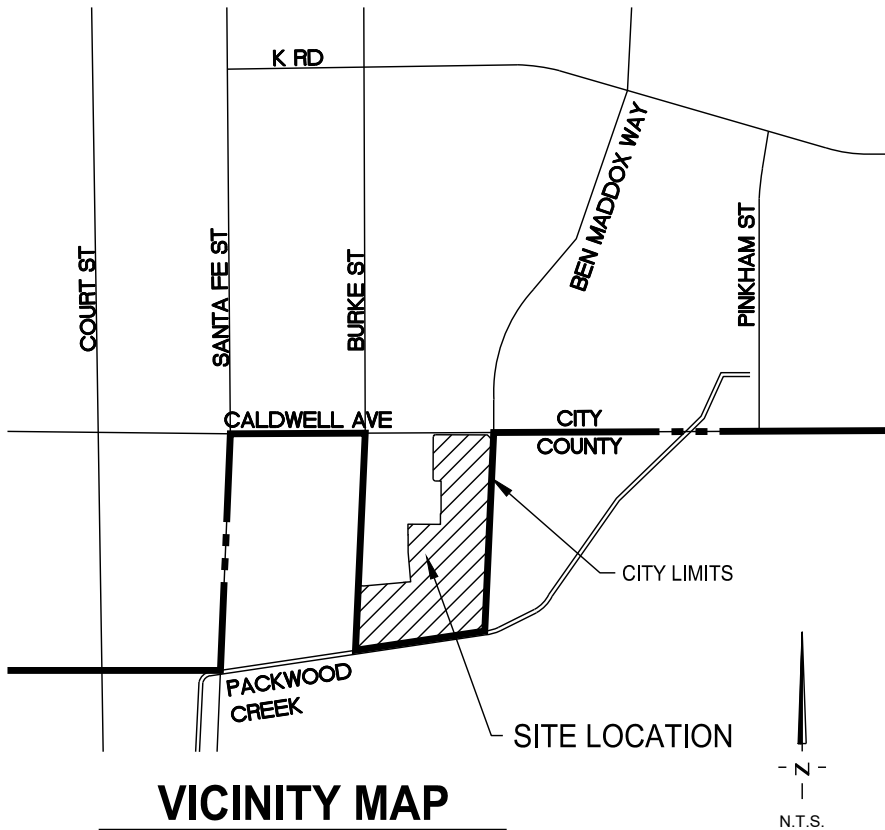 K RD
BEN MADDOX WAY
COURT ST
SANTA FE ST
BURKE ST
PINKHAM ST
CALDWELL AVE
CITY
COUNTY
CITY LIMITS
PACKWOOD
CREEK
SITE LOCATION
VICINITY MAP
N
N.T.S.